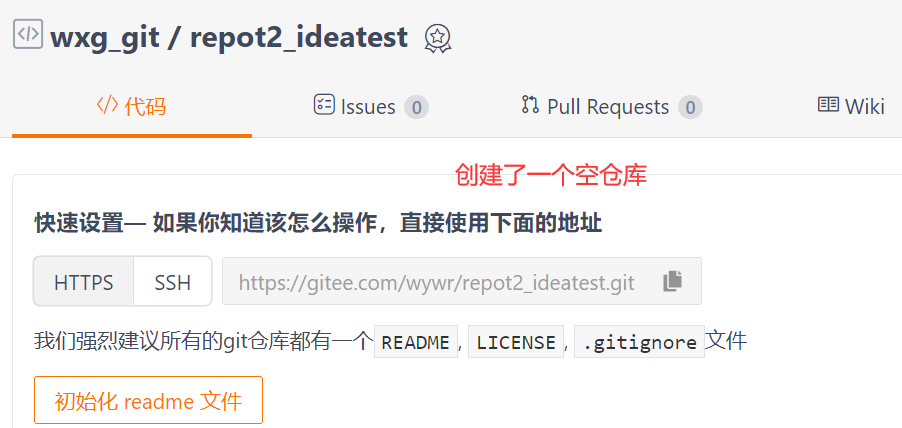 wxg_git / repot2_ideatest
代码 Issues 0 Pull Requests 0 Wiki
创建了一个空仓库
快速设置— 如果你知道该怎么操作，直接使用下面的地址
HTTPS SSH https://gitee.com/wywr/repot2_ideatest.git
我们强烈建议所有的git仓库都有一个 README, LICENSE, .gitignore 文件
初始化 readme 文件